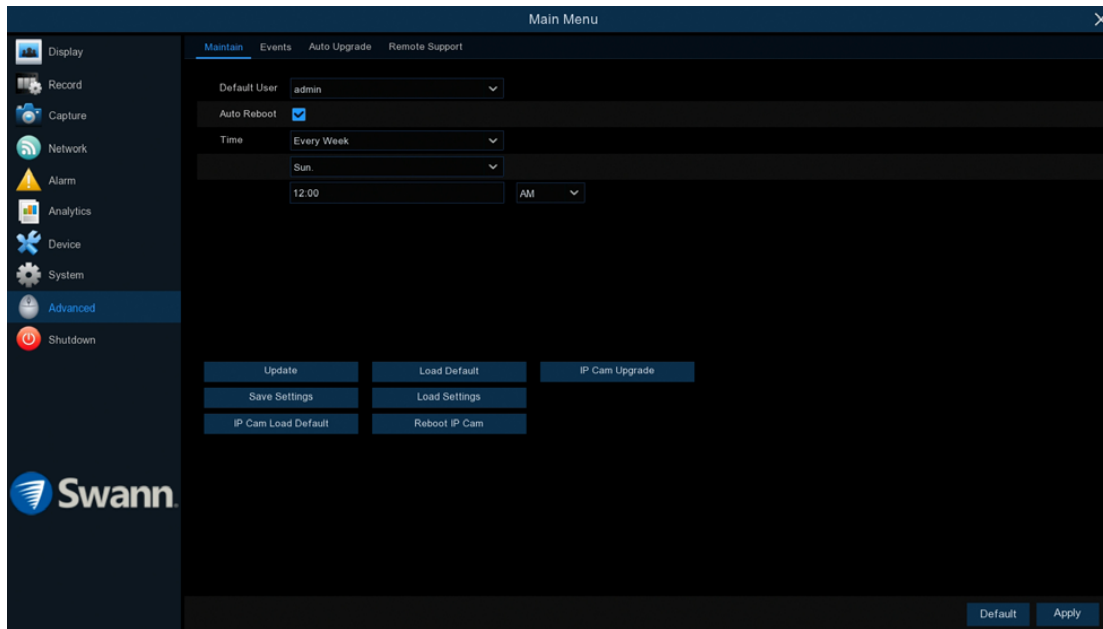 Main Menu
Display
Record
Capture
Network
Alarm
Analytics
Device
System
Advanced
Shutdown
Swann.
Maintain Events Auto Upgrade Remote Support
Default User admin
Auto Reboot
Time Every Week
Sun.
12:00 AM
Update Load Default IP Cam Upgrade
Save Settings Load Settings
IP Cam Load Default Reboot IP Cam
Default Apply